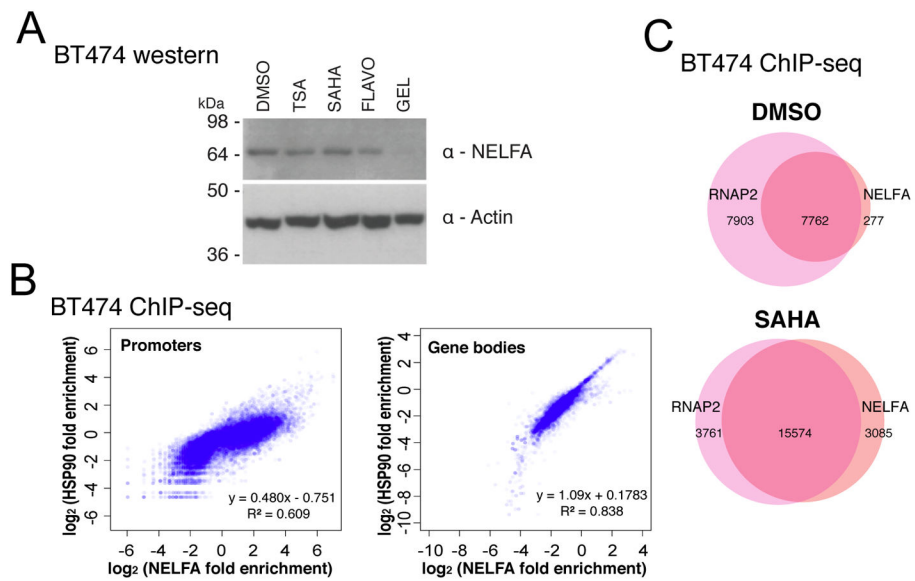 A
BT474 western
DMSO
TSA
SAHA
FLAVO
GEL
kDa
98 -
64 -
50 -
36 -
α - NELFA
α - Actin
B
BT474 ChIP-seq
Promoters
log₂ (HSP90 fold enrichment)
6
4
2
0
-2
-4
-6
y = 0.480x - 0.751
R² = 0.609
-6 -4 -2 0 2 4 6
log₂ (NELFA fold enrichment)
Gene bodies
log₂ (HSP90 fold enrichment)
4
2
0
-2
-4
-6
-8
-10
y = 1.09x + 0.1783
R² = 0.838
-10 -8 -6 -4 -2 0 2 4
log₂ (NELFA fold enrichment)
C
BT474 ChIP-seq
DMSO
RNAP2
7903
7762
NELFA
277
SAHA
RNAP2
3761
15574
NELFA
3085